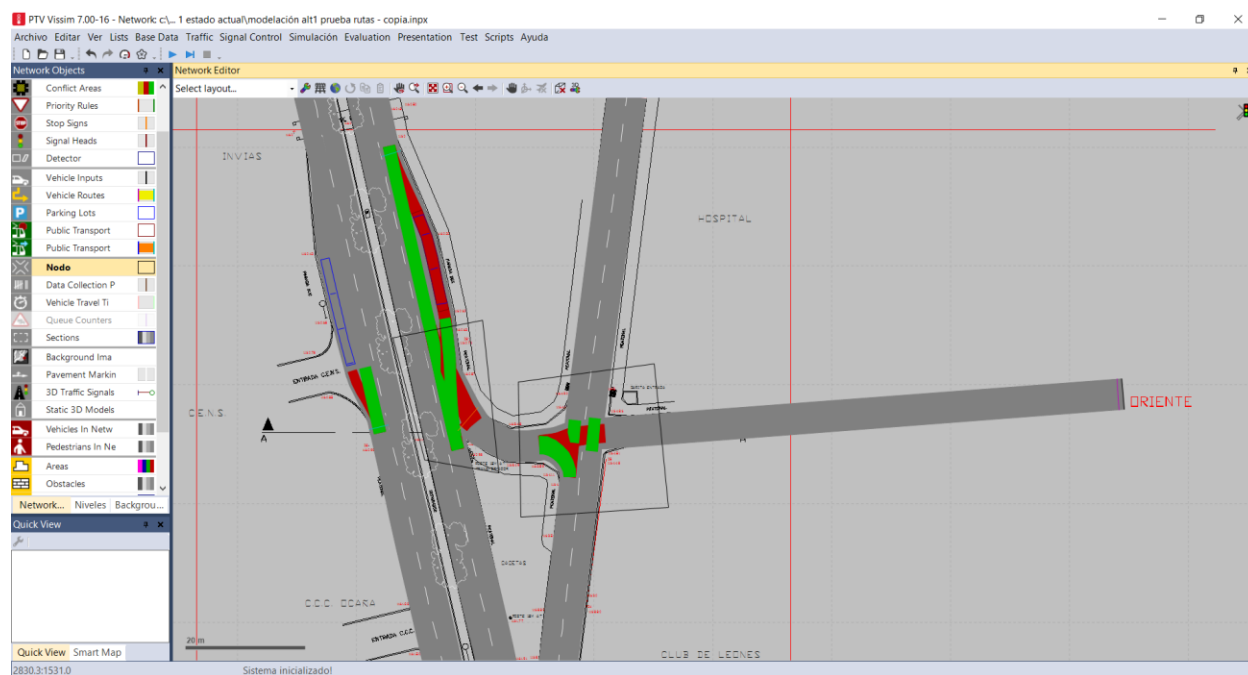 PTV Vissim 7.00-16 - Network: c:\... 1 estado actual\modelación alt1 prueba rutas - copia.inpx
Archivo Editar Ver Lists Base Data Traffic Signal Control Simulación Evaluation Presentation Test Scripts Ayuda
Network Objects
Network Editor
Select layout...
Conflict Areas
Priority Rules
Stop Signs
Signal Heads
Detector
Vehicle Inputs
Vehicle Routes
Parking Lots
Public Transport
Public Transport
Nodo
Data Collection P
Vehicle Travel Ti
Queue Counters
Sections
Background Ima
Pavement Markin
3D Traffic Signals
Static 3D Models
Vehicles In Netw
Pedestrians In Ne
Areas
Obstacles
Network... Niveles Backgrou...
Quick View
Quick View Smart Map
INVIAS
HOSPITAL
ENTRADA C.E.N.S.
C.E.N.S.
A
ORIENTE
CASETAS
ENTRADA C.C.C.
CLUB DE LEONES
20 m
2830.3:1531.0
Sistema inicializado!